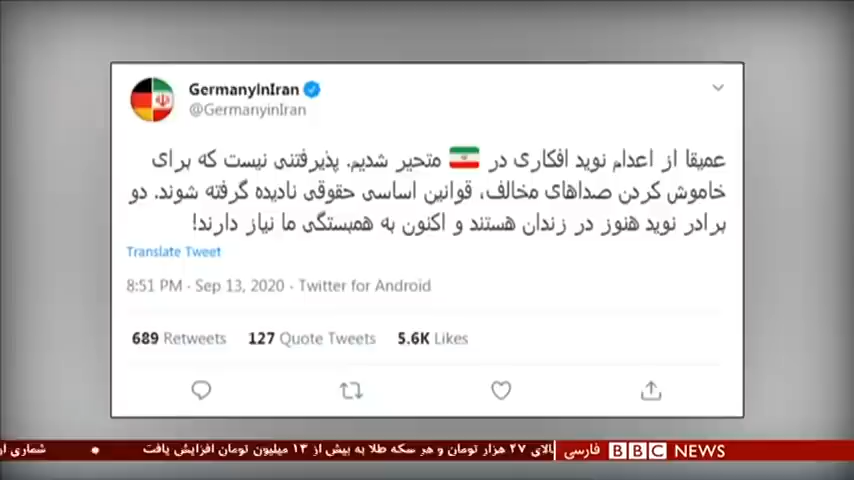 GermanyInIran
@GermanyinIran
عمیقا از اعدام نوید افکاری در 🇮🇷 متحیر شدیم. پذیرفتنی نیست که برای
خاموش کردن صداهای مخالف، قوانین اساسی حقوقی نادیده گرفته شوند. دو
برادر نوید هنوز در زندان هستند و اکنون به همبستگی ما نیاز دارند!
Translate Tweet
8:51 PM · Sep 13, 2020 · Twitter for Android
689 Retweets 127 Quote Tweets 5.6K Likes
BBC NEWS فارسی
بالای ۲۷ هزار تومان و هر سکه طلا به بیش از ۱۳ میلیون تومان افزایش یافت • شماری